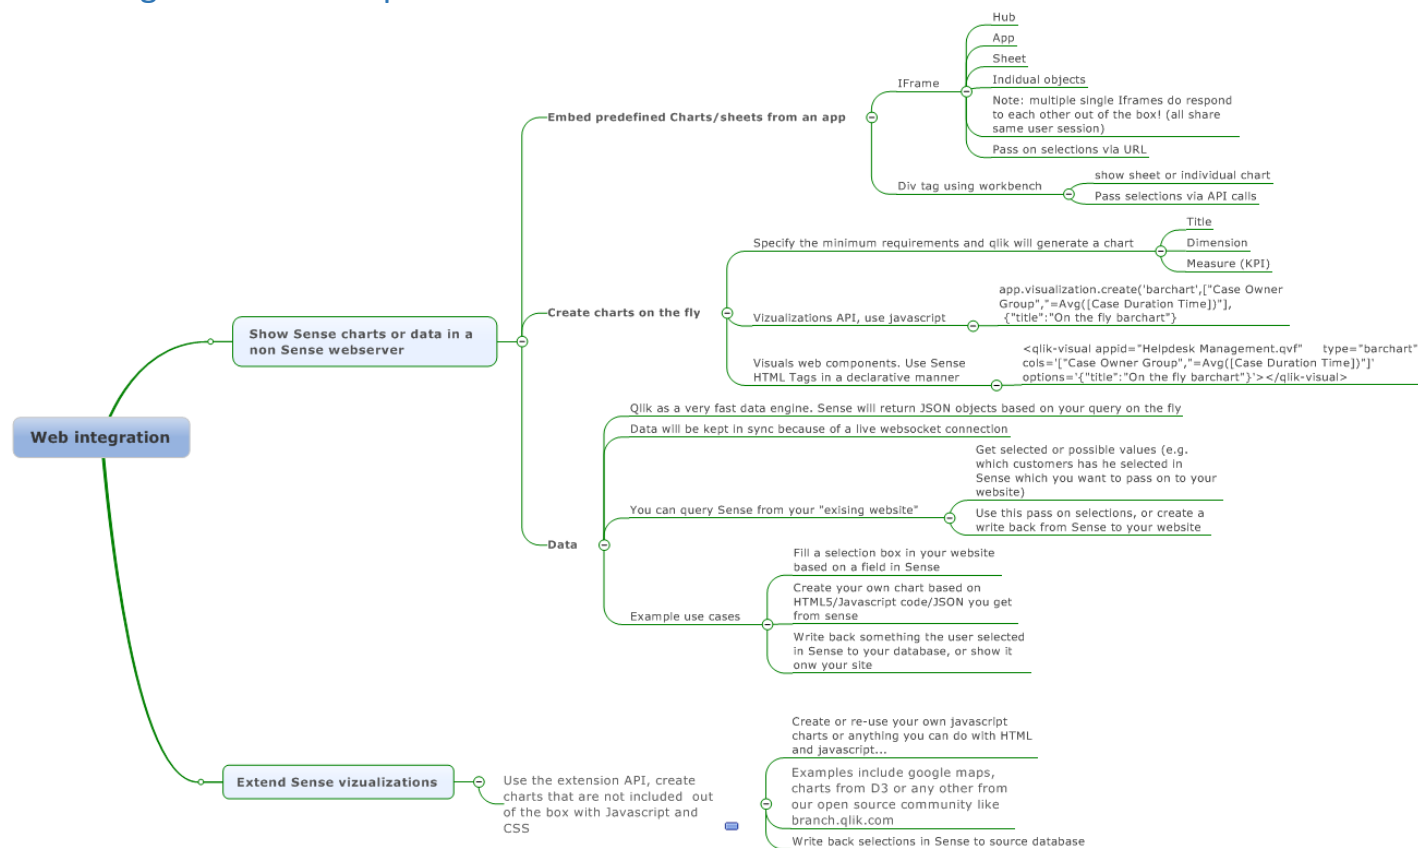 Hub
App
Sheet
Indidual objects
IFrame
Note: multiple single Iframes do respond
to each other out of the box! (all share
same user session)
Pass on selections via URL
Embed predefined Charts/sheets from an app
Div tag using workbench
show sheet or individual chart
Pass selections via API calls
Title
Specify the minimum requirements and qlik will generate a chart
Dimension
Measure (KPI)
Create charts on the fly
Vizualizations API, use javascript
app.visualization.create('barchart',["Case Owner
Group","=Avg([Case Duration Time])"],
{"title":"On the fly barchart"}
Visuals web components. Use Sense
HTML Tags in a declarative manner
<qlik-visual appid="Helpdesk Management.qvf" type="barchart"
cols='["Case Owner Group","=Avg([Case Duration Time])"]'
options='{"title":"On the fly barchart"}'></qlik-visual>
Show Sense charts or data in a
non Sense webserver
Web integration
Qlik as a very fast data engine. Sense will return JSON objects based on your query on the fly
Data will be kept in sync because of a live websocket connection
You can query Sense from your "exising website"
Get selected or possible values (e.g.
which customers has he selected in
Sense which you want to pass on to your
website)
Use this pass on selections, or create a
write back from Sense to your website
Data
Example use cases
Fill a selection box in your website
based on a field in Sense
Create your own chart based on
HTML5/Javascript code/JSON you get
from sense
Write back something the user selected
in Sense to your database, or show it
onw your site
Extend Sense vizualizations
Use the extension API, create
charts that are not included out
of the box with Javascript and
CSS
Create or re-use your own javascript
charts or anything you can do with HTML
and javascript...
Examples include google maps,
charts from D3 or any other from
our open source community like
branch.qlik.com
Write back selections in Sense to source database